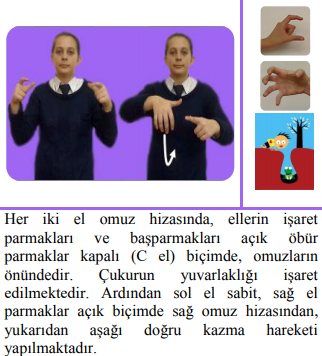 Her iki el omuz hizasında, ellerin işaret
parmakları ve başparmakları açık öbür
parmaklar kapalı (C el) biçimde, omuzların
önündedir. Çukurun yuvarlaklığı işaret
edilmektedir. Ardından sol el sabit, sağ el
parmaklar açık biçimde sağ omuz hizasından,
yukarıdan aşağı doğru kazma hareketi
yapılmaktadır.